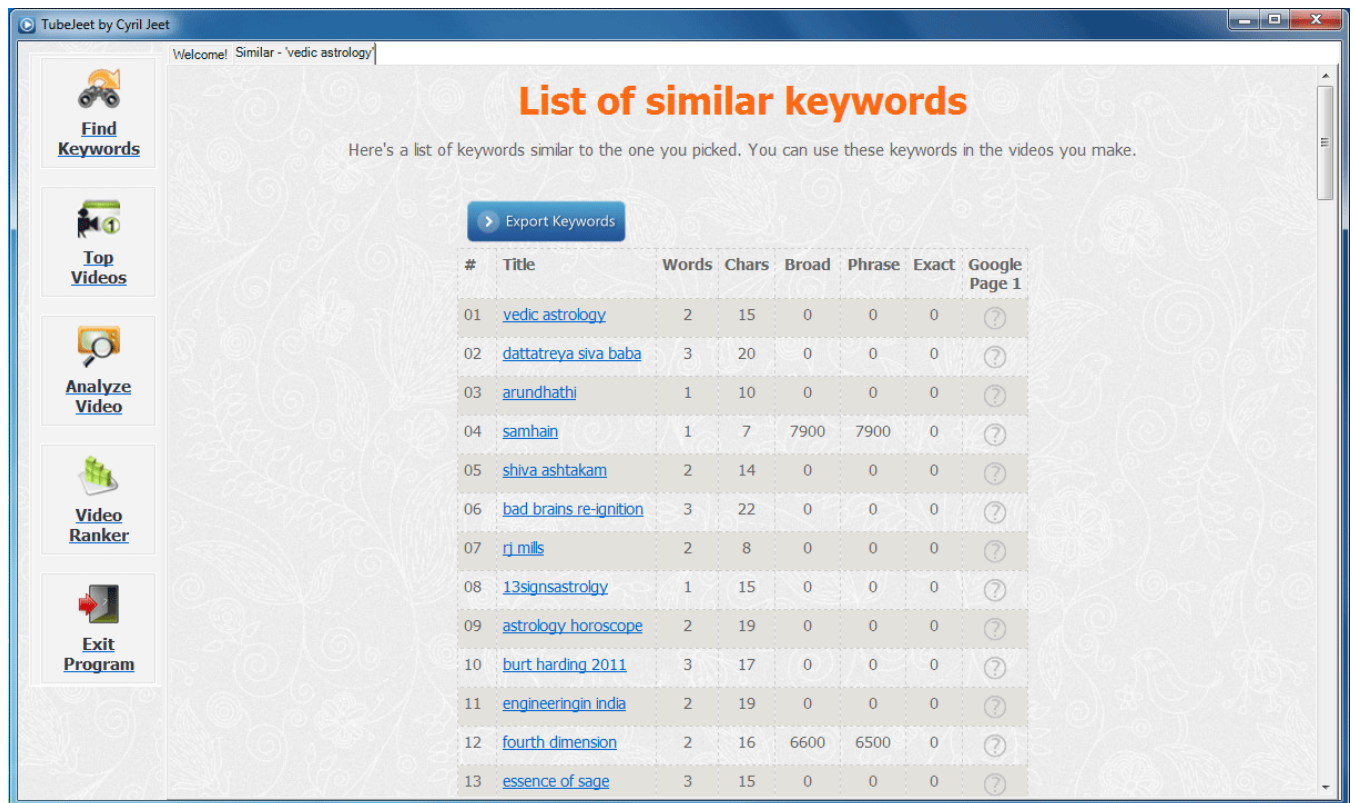 TubeJeet by Cyril Jeet
Welcome! Similar - 'vedic astrology'
Find
Keywords
Top
Videos
Analyze
Video
Video
Ranker
Exit
Program
List of similar keywords
Here's a list of keywords similar to the one you picked. You can use these keywords in the videos you make.
Export Keywords
# Title Words Chars Broad Phrase Exact Google
Page 1
01 vedic astrology 2 15 0 0 0 ?
02 dattatreya siva baba 3 20 0 0 0 ?
03 arundhathi 1 10 0 0 0 ?
04 samhain 1 7 7900 7900 0 ?
05 shiva ashtakam 2 14 0 0 0 ?
06 bad brains re-ignition 3 22 0 0 0 ?
07 rj mills 2 8 0 0 0 ?
08 13signsastrolgy 1 15 0 0 0 ?
09 astrology horoscope 2 19 0 0 0 ?
10 burt harding 2011 3 17 0 0 0 ?
11 engineeringin india 2 19 0 0 0 ?
12 fourth dimension 2 16 6600 6500 0 ?
13 essence of sage 3 15 0 0 0 ?